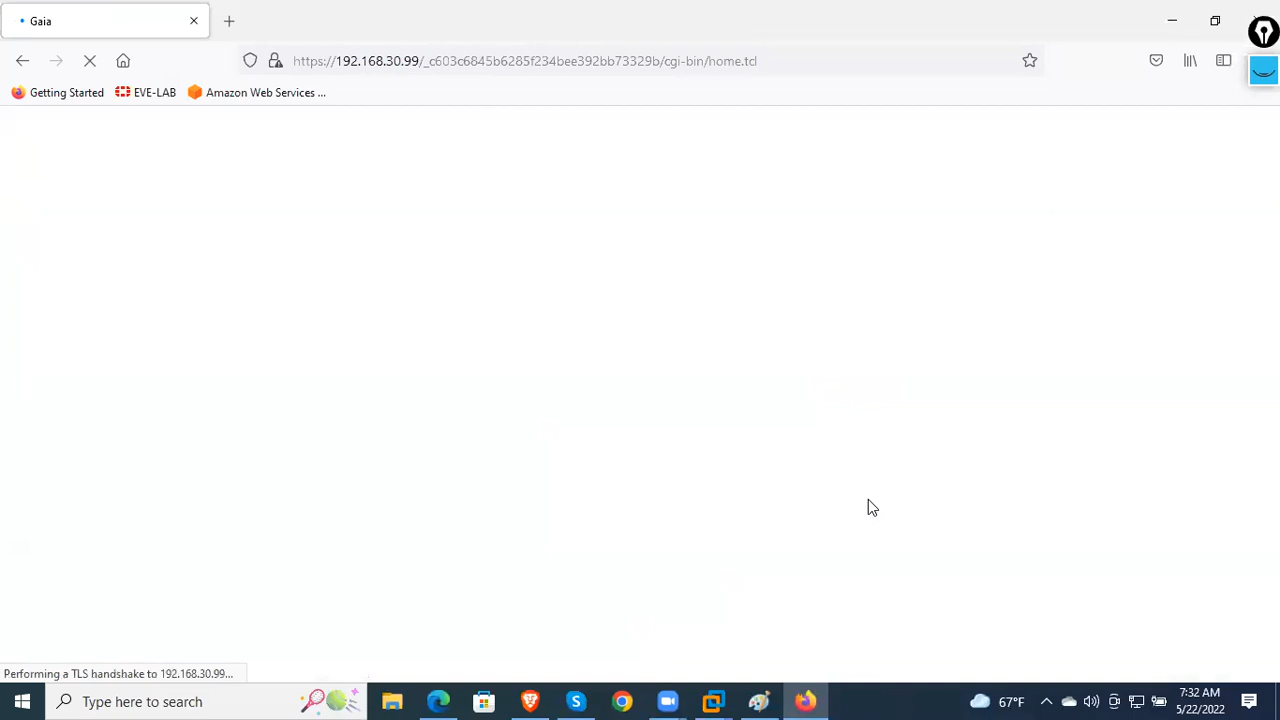 Gaia
https://192.168.30.99/_c603c6845b6285f234bee392bb73329b/cgi-bin/home.tcl
Getting Started
EVE-LAB
Amazon Web Services ...
Performing a TLS handshake to 192.168.30.99...
Type here to search
67°F
7:32 AM
5/22/2022